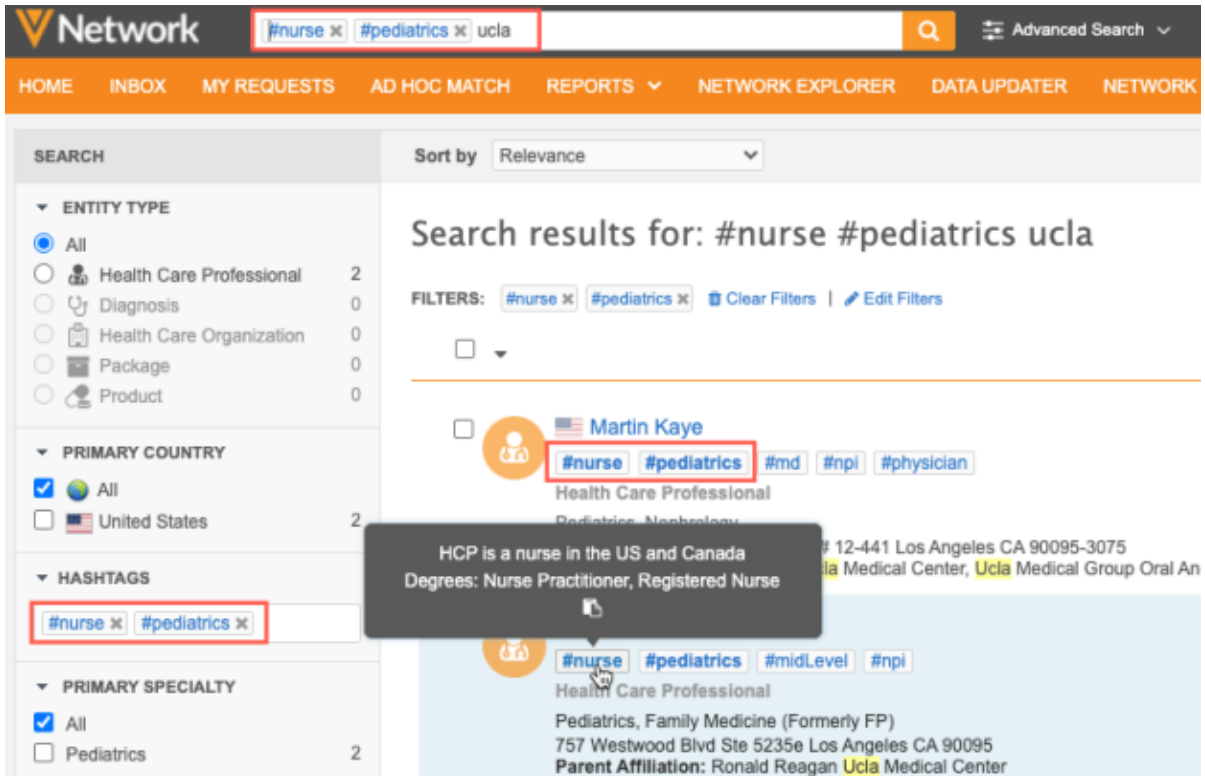 Network #nurse × #pediatrics × ucla Advanced Search
HOME INBOX MY REQUESTS AD HOC MATCH REPORTS NETWORK EXPLORER DATA UPDATER NETWORK
SEARCH
ENTITY TYPE
All
Health Care Professional 2
Diagnosis 0
Health Care Organization 0
Package 0
Product 0
PRIMARY COUNTRY
All
United States 2
HASHTAGS
#nurse × #pediatrics ×
PRIMARY SPECIALTY
All
Pediatrics 2
Sort by Relevance
Search results for: #nurse #pediatrics ucla
FILTERS: #nurse × #pediatrics × Clear Filters | Edit Filters
Martin Kaye
#nurse #pediatrics #md #npi #physician
Health Care Professional
Pediatrics, Nephrology
# 12-441 Los Angeles CA 90095-3075
la Medical Center, Ucla Medical Group Oral An
HCP is a nurse in the US and Canada
Degrees: Nurse Practitioner, Registered Nurse
#nurse #pediatrics #midLevel #npi
Health Care Professional
Pediatrics, Family Medicine (Formerly FP)
757 Westwood Blvd Ste 5235e Los Angeles CA 90095
Parent Affiliation: Ronald Reagan Ucla Medical Center